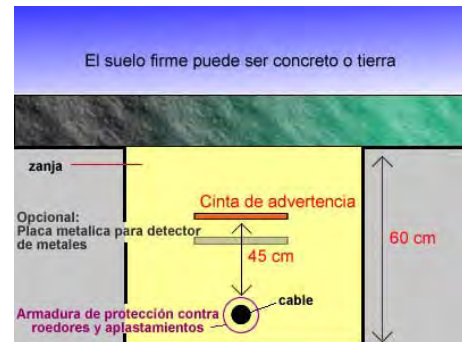 El suelo firme puede ser concreto o tierra
zanja
Cinta de advertencia
Opcional:
Placa metalica para detector
de metales
45 cm
60 cm
cable
Armadura de protección contra
roedores y aplastamientos